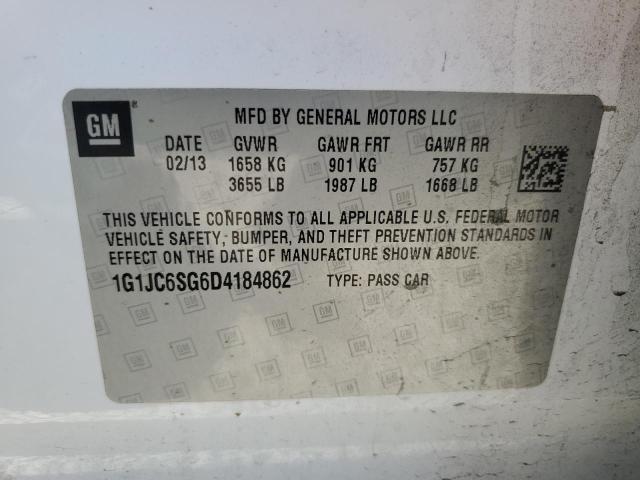 GM ® MFD BY GENERAL MOTORS LLC
DATE GVWR GAWR FRT GAWR RR
02/13 1658 KG 901 KG 757 KG
3655 LB 1987 LB 1668 LB
THIS VEHICLE CONFORMS TO ALL APPLICABLE U.S. FEDERAL MOTOR
VEHICLE SAFETY, BUMPER, AND THEFT PREVENTION STANDARDS IN
EFFECT ON THE DATE OF MANUFACTURE SHOWN ABOVE.
1G1JC6SG6D4184862 TYPE: PASS CAR